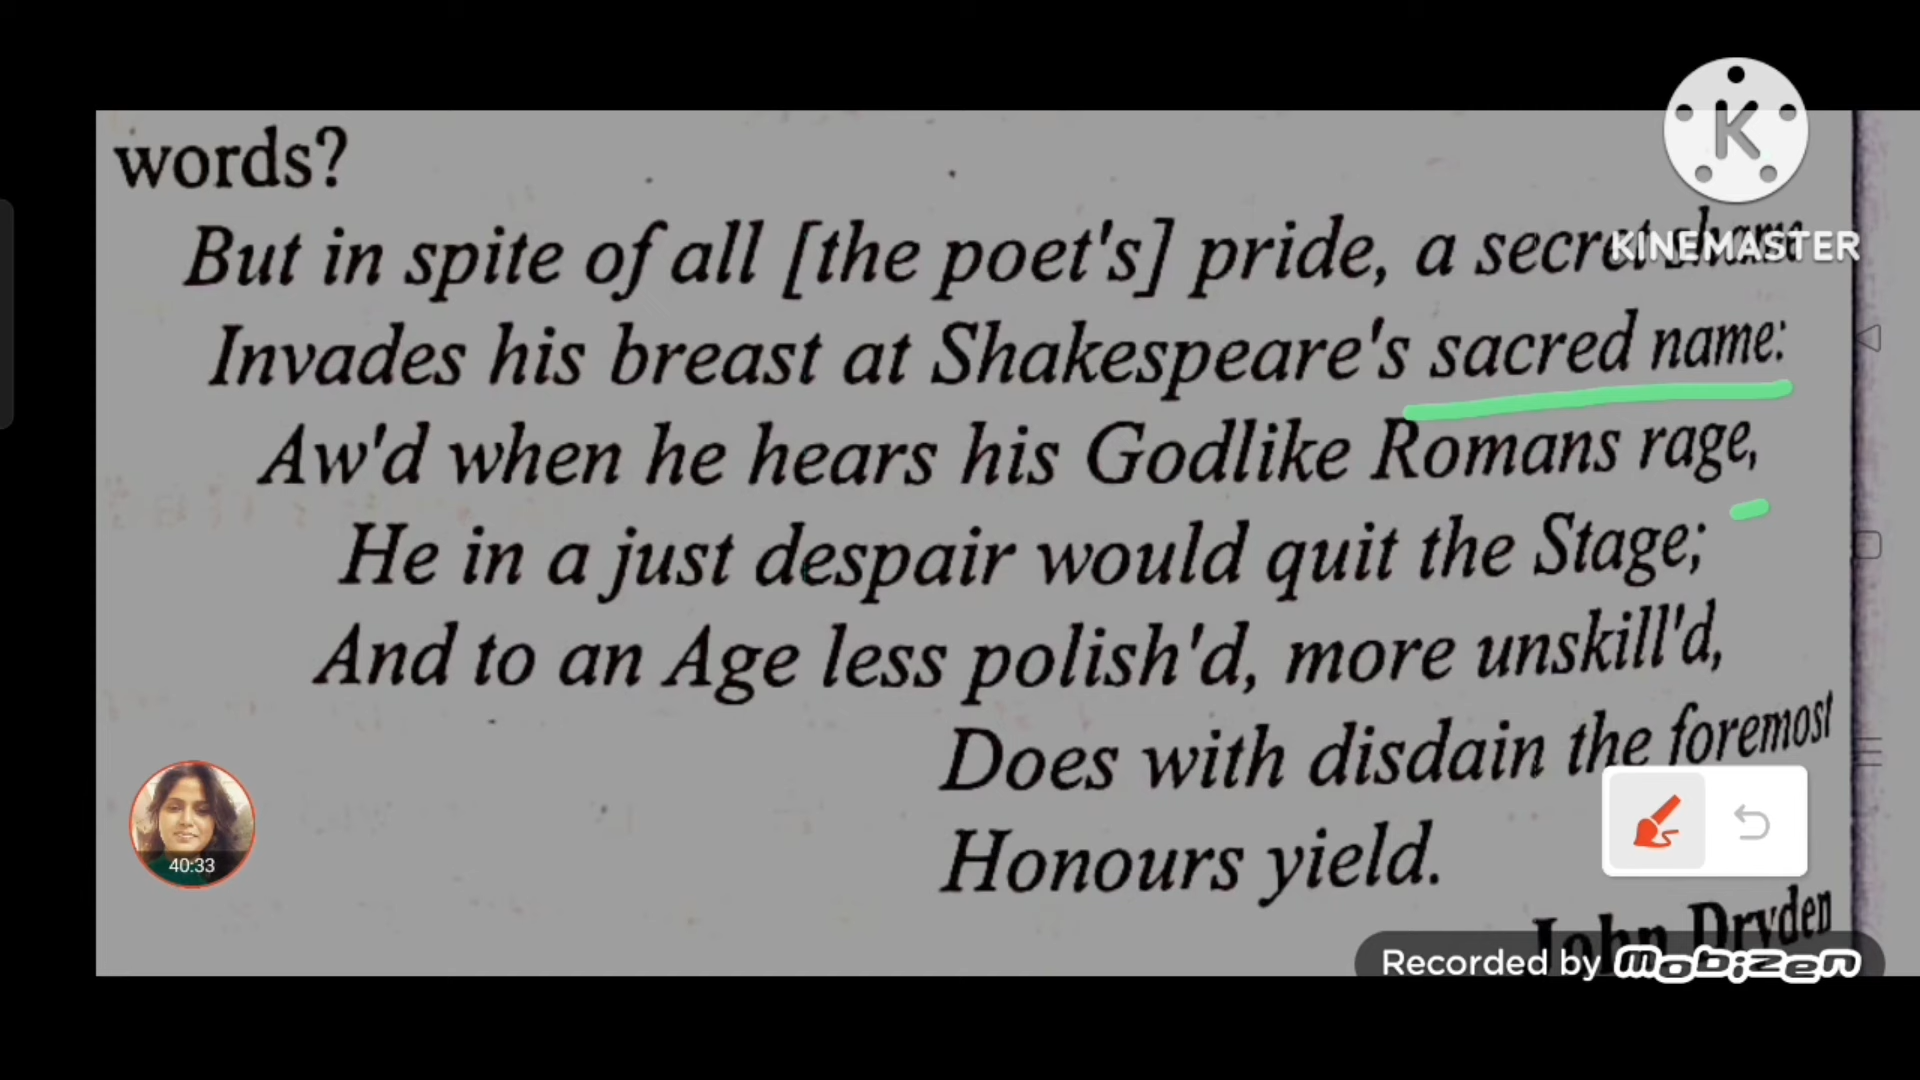 words?
K
But in spite of all [the poet's] pride, a secret shame
KINEMASTER
Invades his breast at Shakespeare's sacred name:
Aw'd when he hears his Godlike Romans rage,
He in a just despair would quit the Stage;
And to an Age less polish'd, more unskill'd,
Does with disdain the foremost
Honours yield.
40:33
John Dryden
Recorded by mobizen